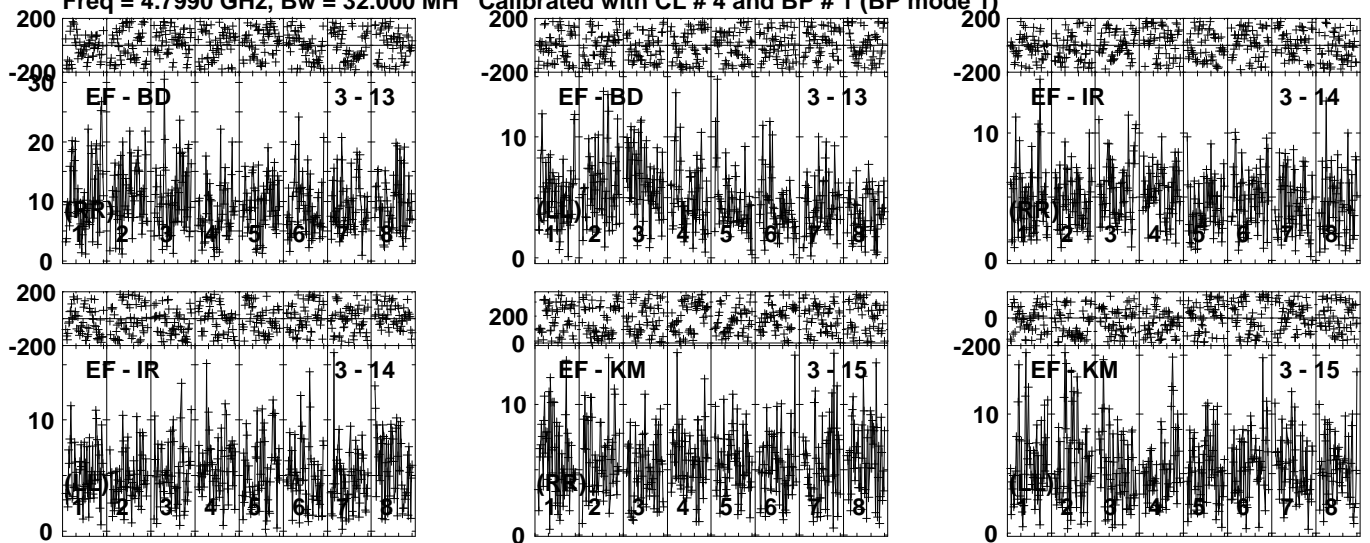 Freq = 4.7990 GHz, Bw = 32.000 MH Calibrated with CL # 4 and BP # 1 (BP mode 1)
200
-200
30
20
10
0
EF - BD 3 - 13
(RR)
1 2 3 4 5 6 7 8
200
-200
10
0
EF - BD 3 - 13
(LL)
1 2 3 4 5 6 7 8
200
-200
10
0
EF - IR 3 - 14
(RR)
1 2 3 4 5 6 7 8
200
-200
10
0
EF - IR 3 - 14
(LL)
1 2 3 4 5 6 7 8
200
0
10
0
EF - KM 3 - 15
(RR)
1 2 3 4 5 6 7 8
0
-200
10
0
EF - KM 3 - 15
(LL)
1 2 3 4 5 6 7 8